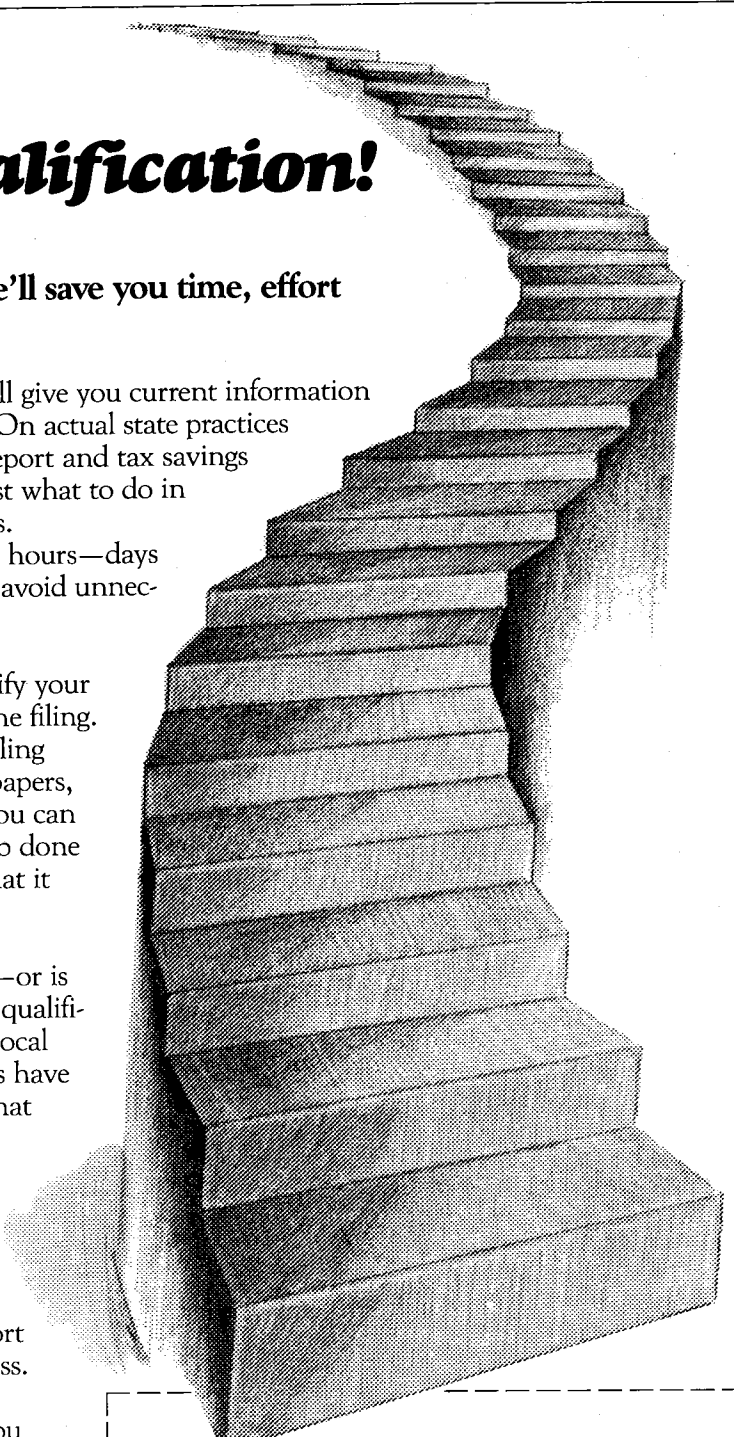 alification!
e'll save you time, effort
ll give you current information
On actual state practices
eport and tax savings
st what to do in
s.
hours—days
avoid unnec-
ify your
ne filing.
ling
papers,
ou can
b done
at it
—or is
qualifi-
ocal
s have
hat
ort
ss.
ou